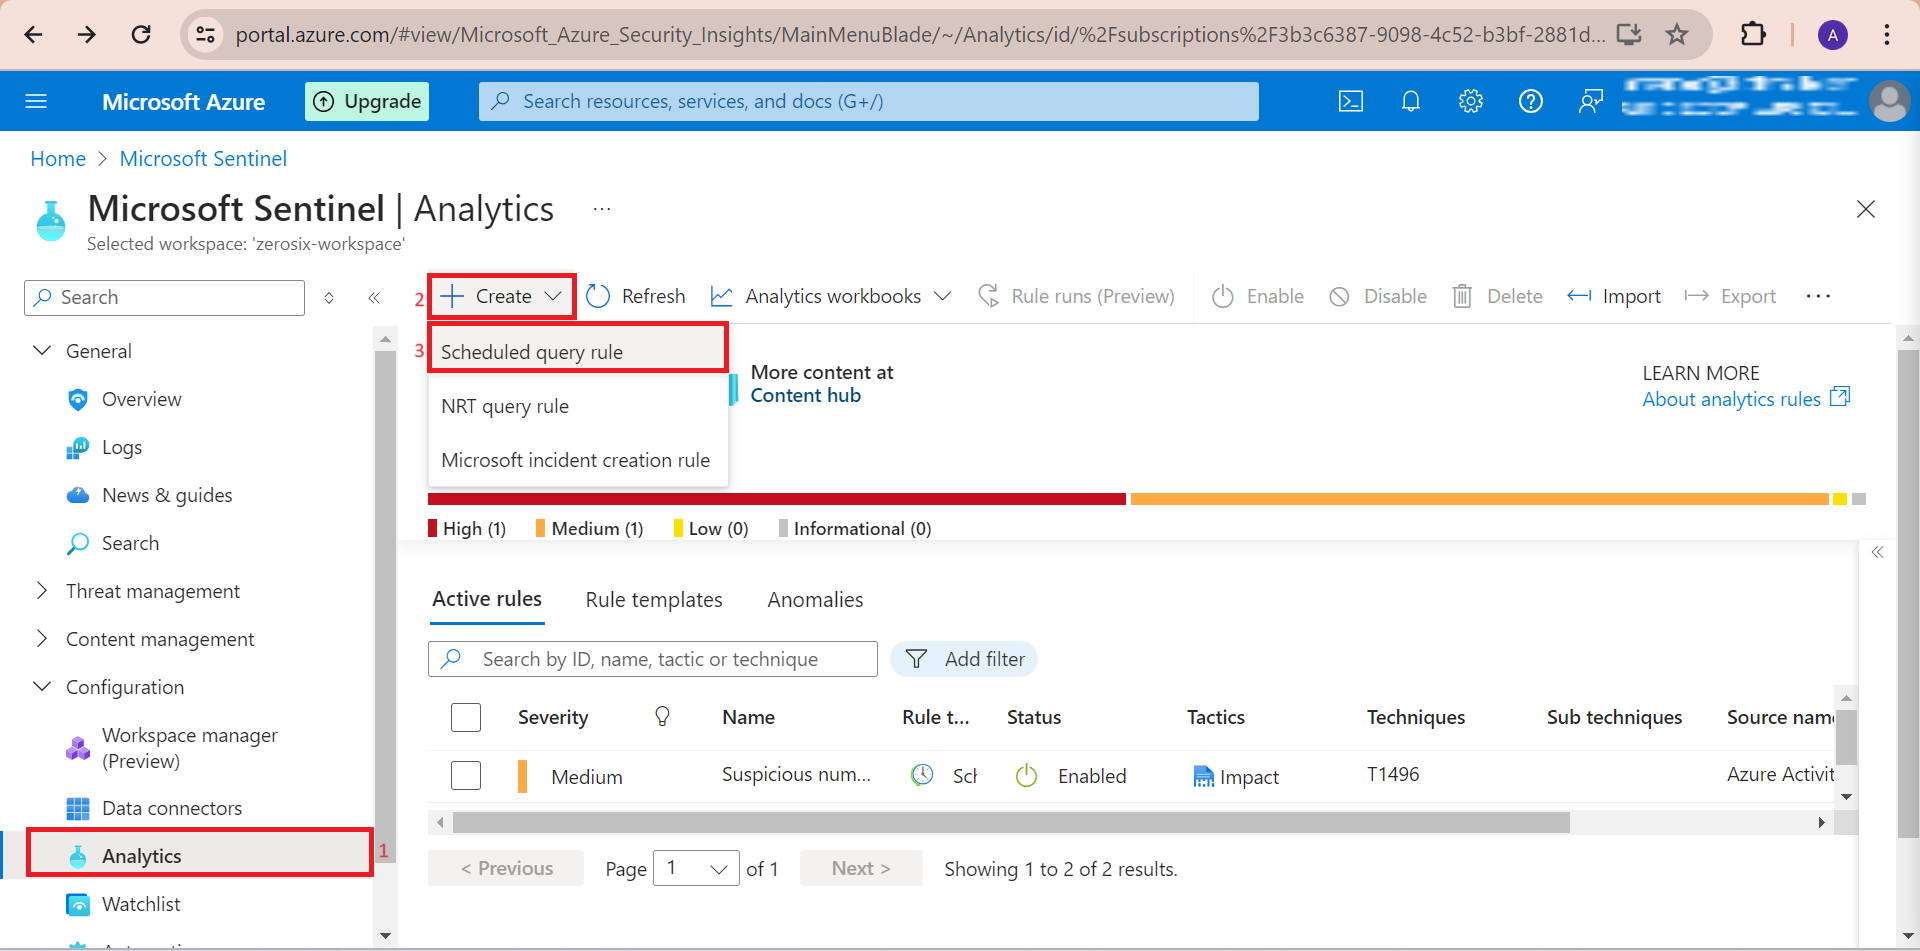 portal.azure.com/#view/Microsoft_Azure_Security_Insights/MainMenuBlade/~/Analytics/id/%2Fsubscriptions%2F3b3c6387-9098-4c52-b3bf-2881d...
A
Microsoft Azure
Upgrade
Search resources, services, and docs (G+/)
Home > Microsoft Sentinel
Microsoft Sentinel | Analytics ...
Selected workspace: 'zerosix-workspace'
Search
General
Overview
Logs
News & guides
Search
Threat management
Content management
Configuration
Workspace manager
(Preview)
Data connectors
Analytics
1
Watchlist
2
Create
Refresh
Analytics workbooks
Rule runs (Preview)
Enable
Disable
Delete
Import
Export
3
Scheduled query rule
NRT query rule
Microsoft incident creation rule
More content at
Content hub
LEARN MORE
About analytics rules
High (1)
Medium (1)
Low (0)
Informational (0)
Active rules
Rule templates
Anomalies
Search by ID, name, tactic or technique
Add filter
Severity Name Rule t... Status Tactics Techniques Sub techniques Source name
Medium Suspicious num... Sch Enabled Impact T1496 Azure Activit
< Previous
Page 1 of 1
Next >
Showing 1 to 2 of 2 results.